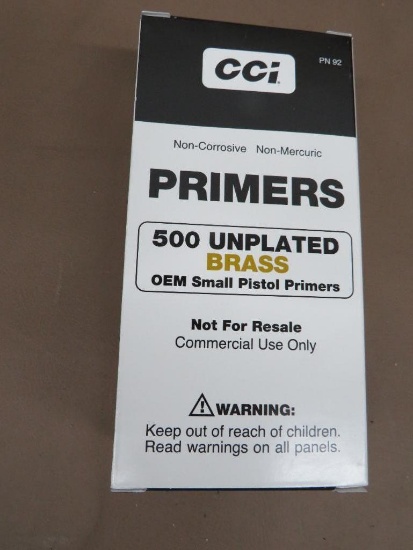 CCI
PN 92
Non-Corrosive Non-Mercuric
PRIMERS
500 UNPLATED
BRASS
OEM Small Pistol Primers
Not For Resale
Commercial Use Only
WARNING:
Keep out of reach of children.
Read warnings on all panels.